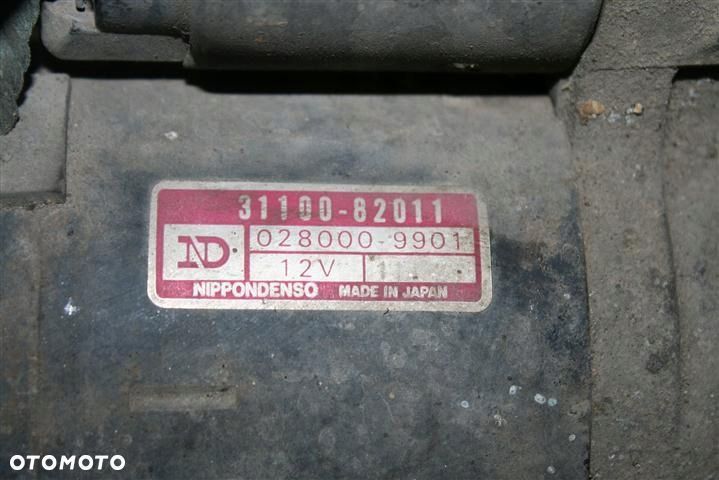 31100-82011
ND
028000-9901
12V
NIPPONDENSO MADE IN JAPAN
OTOMOTO